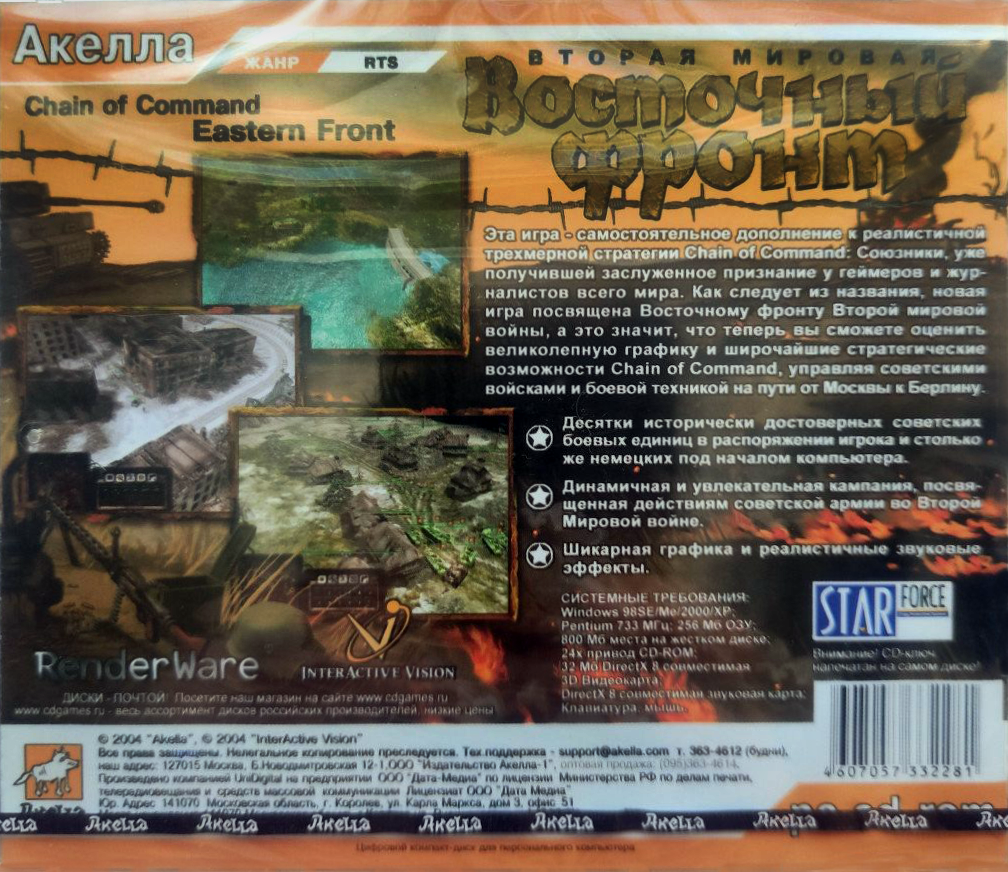 Акелла
ЖАНР RTS
Chain of Command
Eastern Front
ВТОРАЯ МИРОВАЯ
Восточный
фронт
Эта игра - самостоятельное дополнение к реалистичной
трехмерной стратегии Chain of Command: Союзники, уже
получившей заслуженное признание у геймеров и жур-
налистов всего мира. Как следует из названия, новая
игра посвящена Восточному фронту Второй мировой
войны, а это значит, что теперь вы сможете оценить
великолепную графику и широчайшие стратегические
возможности Chain of Command, управляя советскими
войсками и боевой техникой на пути от Москвы к Берлину.
Десятки исторически достоверных советских
боевых единиц в распоряжении игрока и столько
же немецких под началом компьютера.
Динамичная и увлекательная кампания, посвя-
щенная действиям советской армии во Второй
Мировой войне.
Шикарная графика и реалистичные звуковые
эффекты.
СИСТЕМНЫЕ ТРЕБОВАНИЯ:
Windows 98SE/Me/2000/XP;
Pentium 733 МГц; 256 Мб ОЗУ;
800 Мб места на жестком диске;
24x привод CD-ROM;
32 Мб DirectX 8 совместимая
3D Видеокарта;
DirectX 8 совместимая звуковая карта;
Клавиатура, мышь.
STAR FORCE
Внимание! CD-ключ
напечатан на самом диске!
RenderWare
INTERACTIVE VISION
ДИСКИ - ПОЧТОЙ: Посетите наш магазин на сайте www.cdgames.ru
www.cdgames.ru - весь ассортимент дисков российских производителей, низкие цены
© 2004 "Akella", © 2004 "InterActive Vision"
Все права защищены. Нелегальное копирование преследуется. Тех.поддержка - support@akella.com т. 363-4612 (будни),
наш адрес: 127015 Москва, Б.Новодмитровская 12-1,ООО "Издательство Акелла-1", оптовая продажа: (095)363-4614.
Произведено компанией UniDigital на предприятии ООО "Дата-Медиа" по лицензии Министерства РФ по делам печати,
телерадиовещания и средств массовой коммуникации Лицензиат ООО "Дата Медиа"
Юр. Адрес 141070 Московская область, г. Королев, ул. Карла Маркса, дом 3, офис 51
4 607057 332281
Акелла
pc cd-rom
Акелла Акелла Акелла Акелла Акелла Акелла Акелла Акелла
Цифровой компакт-диск для персонального компьютера